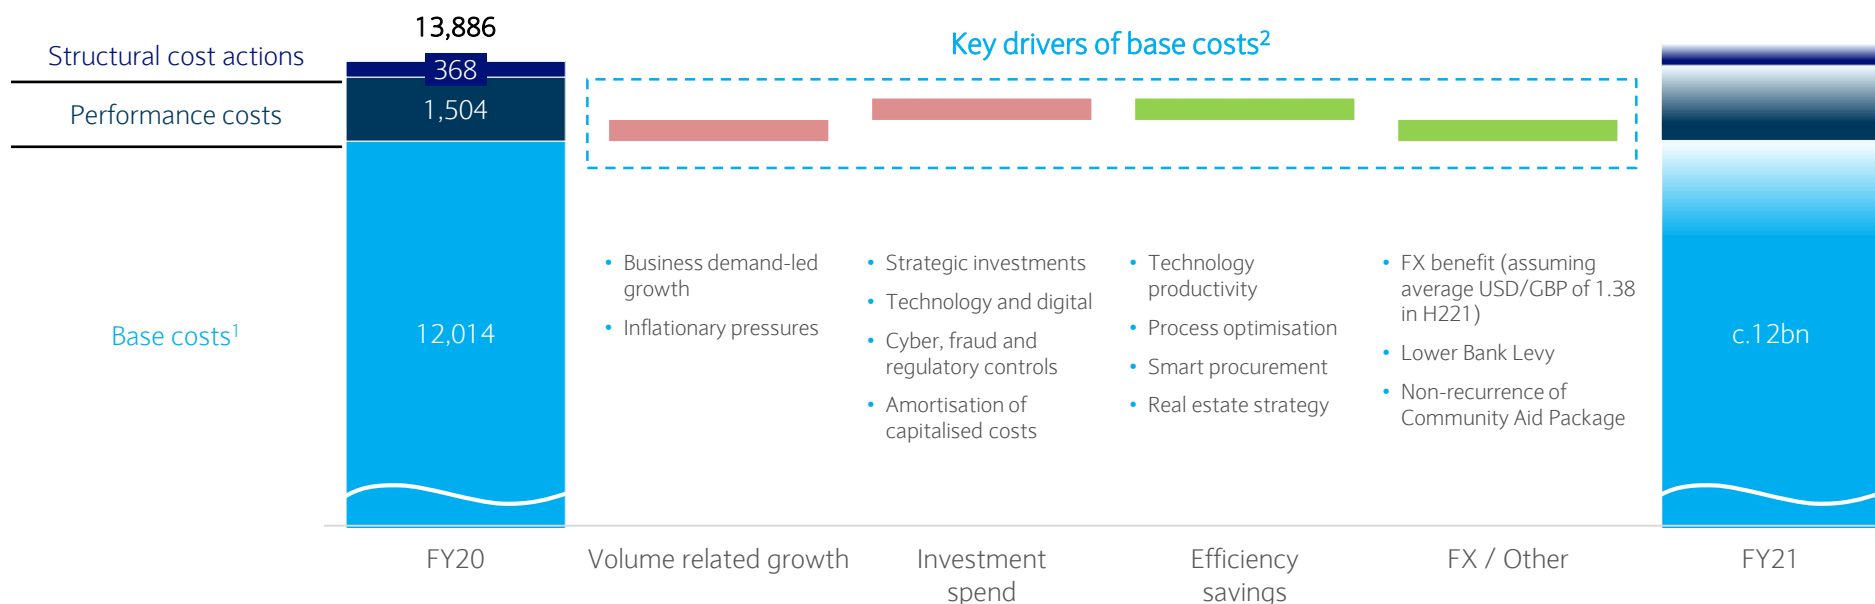 13,886
Structural cost actions
368
Key drivers of base costs²
Performance costs
1,504
Base costs¹
12,014
• Business demand-led
growth
• Inflationary pressures
• Strategic investments
• Technology and digital
• Cyber, fraud and
regulatory controls
• Amortisation of
capitalised costs
• Technology
productivity
• Process optimisation
• Smart procurement
• Real estate strategy
• FX benefit (assuming
average USD/GBP of 1.38
in H221)
• Lower Bank Levy
• Non-recurrence of
Community Aid Package
c.12bn
FY20
Volume related growth
Investment
spend
Efficiency
savings
FX / Other
FY21